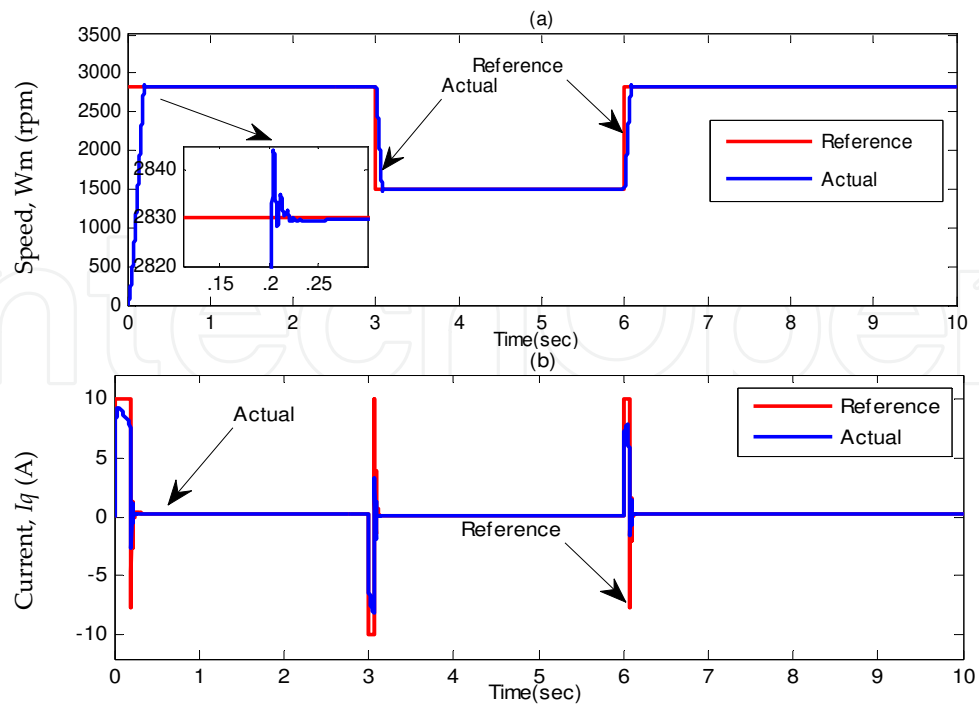 (a)
Speed, Wm (rpm)
3500
3000
2500
2000
1500
1000
500
0
Reference
Actual
Reference
Actual
2840
2830
2820
.15 .2 .25
0 1 2 3 4 5 6 7 8 9 10
Time(sec)
ntechOpen
(b)
Current, Iq (A)
10
5
0
-5
-10
Actual
Reference
Reference
Actual
0 1 2 3 4 5 6 7 8 9 10
Time(sec)